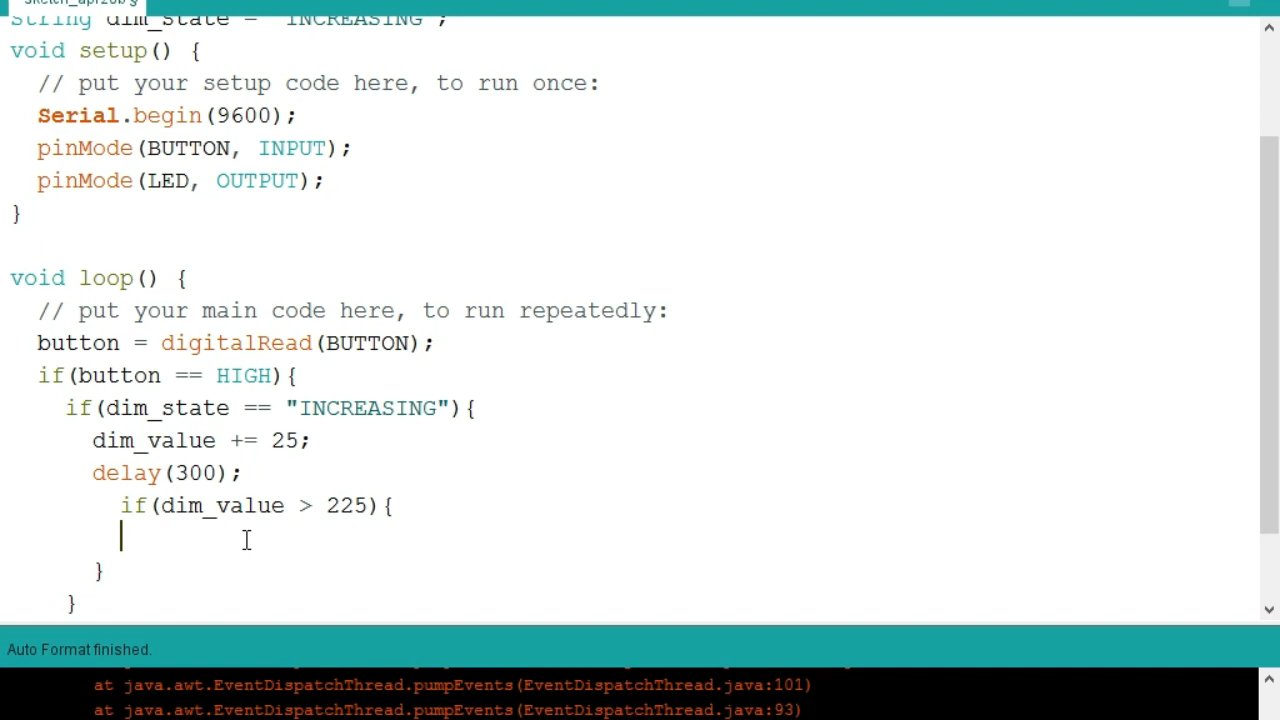 String dim_state = "INCREASING";
void setup() {
// put your setup code here, to run once:
Serial.begin(9600);
pinMode(BUTTON, INPUT);
pinMode(LED, OUTPUT);
}
void loop() {
// put your main code here, to run repeatedly:
button = digitalRead(BUTTON);
if(button == HIGH){
if(dim_state == "INCREASING"){
dim_value += 25;
delay(300);
if(dim_value > 225){
}
}
Auto Format finished.
at java.awt.EventDispatchThread.pumpEvents(EventDispatchThread.java:101)
at java.awt.EventDispatchThread.pumpEvents(EventDispatchThread.java:93)